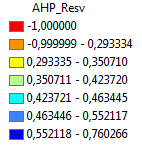 AHP_Resv
-1,000000
-0,999999 - 0,293334
0,293335 - 0,350710
0,350711 - 0,423720
0,423721 - 0,463445
0,463446 - 0,552117
0,552118 - 0,760266